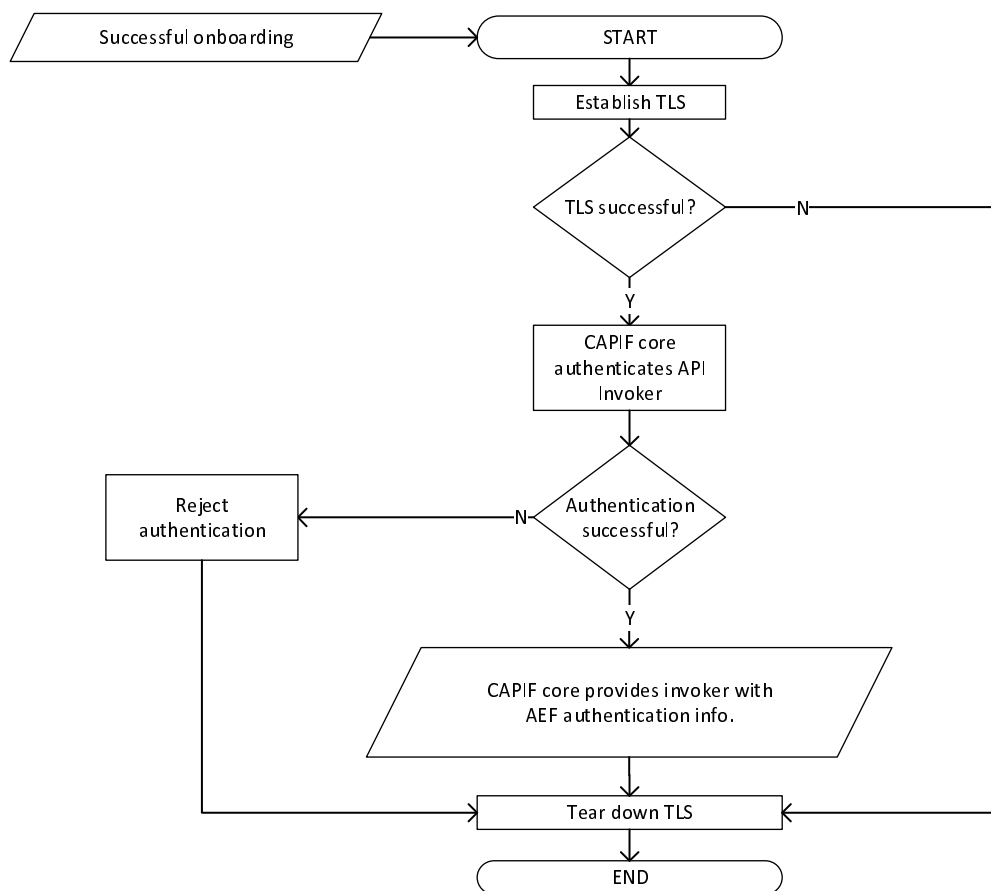 Successful onboarding
START
Establish TLS
TLS successful?
N
Y
CAPIF core
authenticates API
Invoker
Authentication
successful?
N
Reject
authentication
Y
CAPIF core provides invoker with
AEF authentication info.
Tear down TLS
END